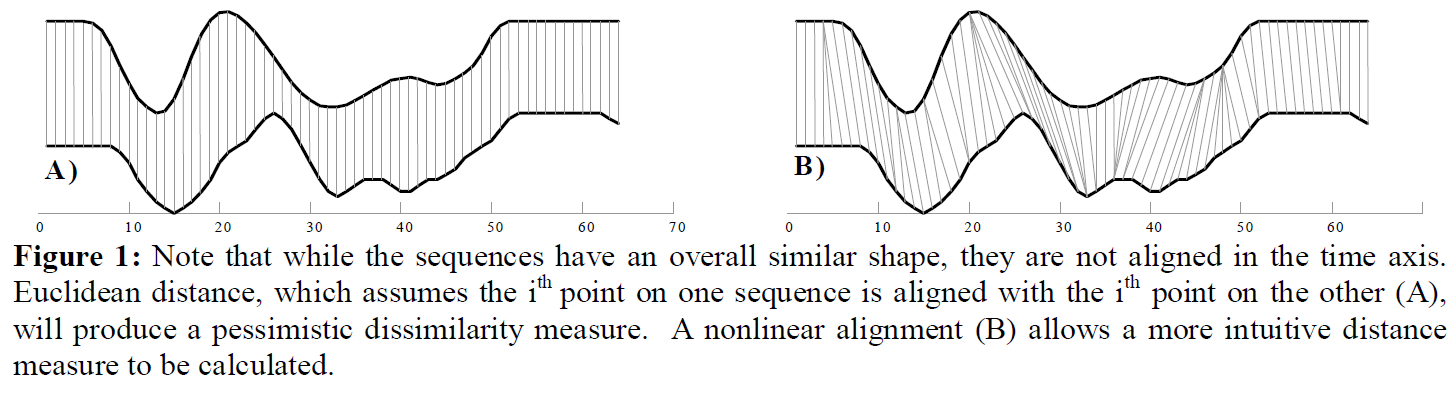 A)
B)
0 10 20 30 40 50 60 70
0 10 20 30 40 50 60
Figure 1: Note that while the sequences have an overall similar shape, they are not aligned in the time axis.
Euclidean distance, which assumes the ith point on one sequence is aligned with the ith point on the other (A),
will produce a pessimistic dissimilarity measure. A nonlinear alignment (B) allows a more intuitive distance
measure to be calculated.